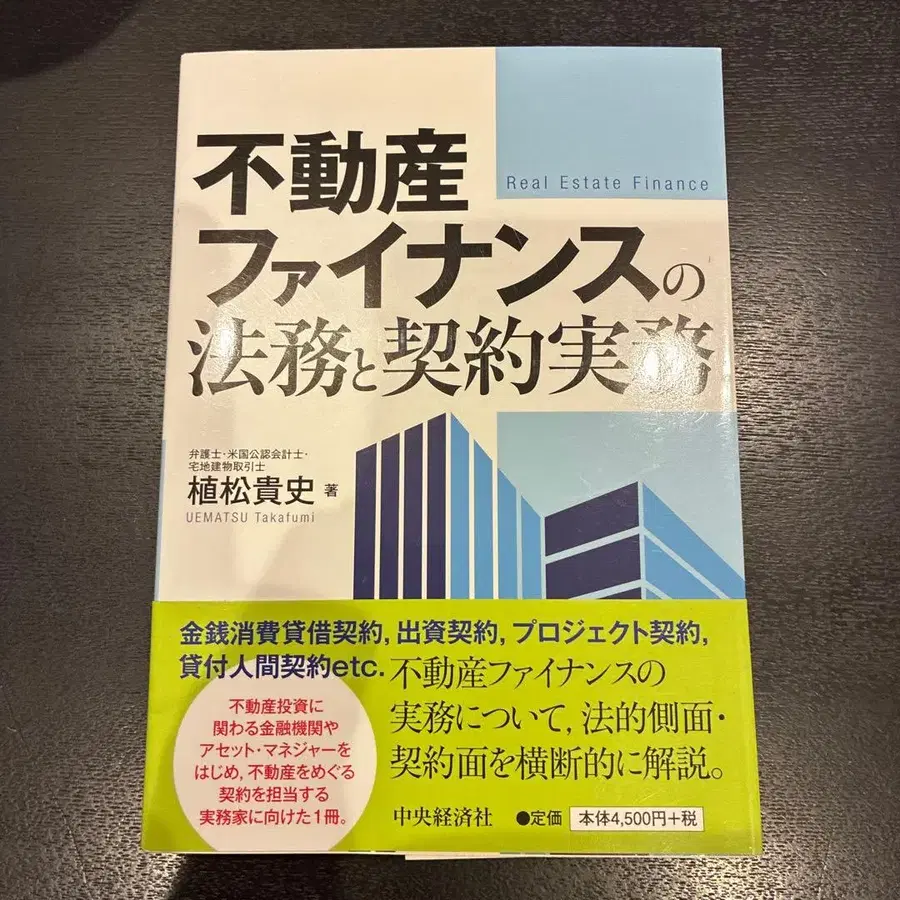 不動産
Real Estate Finance
ファイナンスの
法務と契約実務
弁護士・米国公認会計士・
宅地建物取引士
植松貴史 著
UEMATSU Takafumi
金銭消費貸借契約, 出資契約, プロジェクト契約,
貸付人間契約etc.
不動産ファイナンスの
実務について, 法的側面・
契約面を横断的に解説。
不動産投資に
関わる金融機関や
アセット・マネジャーを
はじめ, 不動産をめぐる
契約を担当する
実務家に向けた1冊。
中央経済社 ●定価 本体4,500円+税